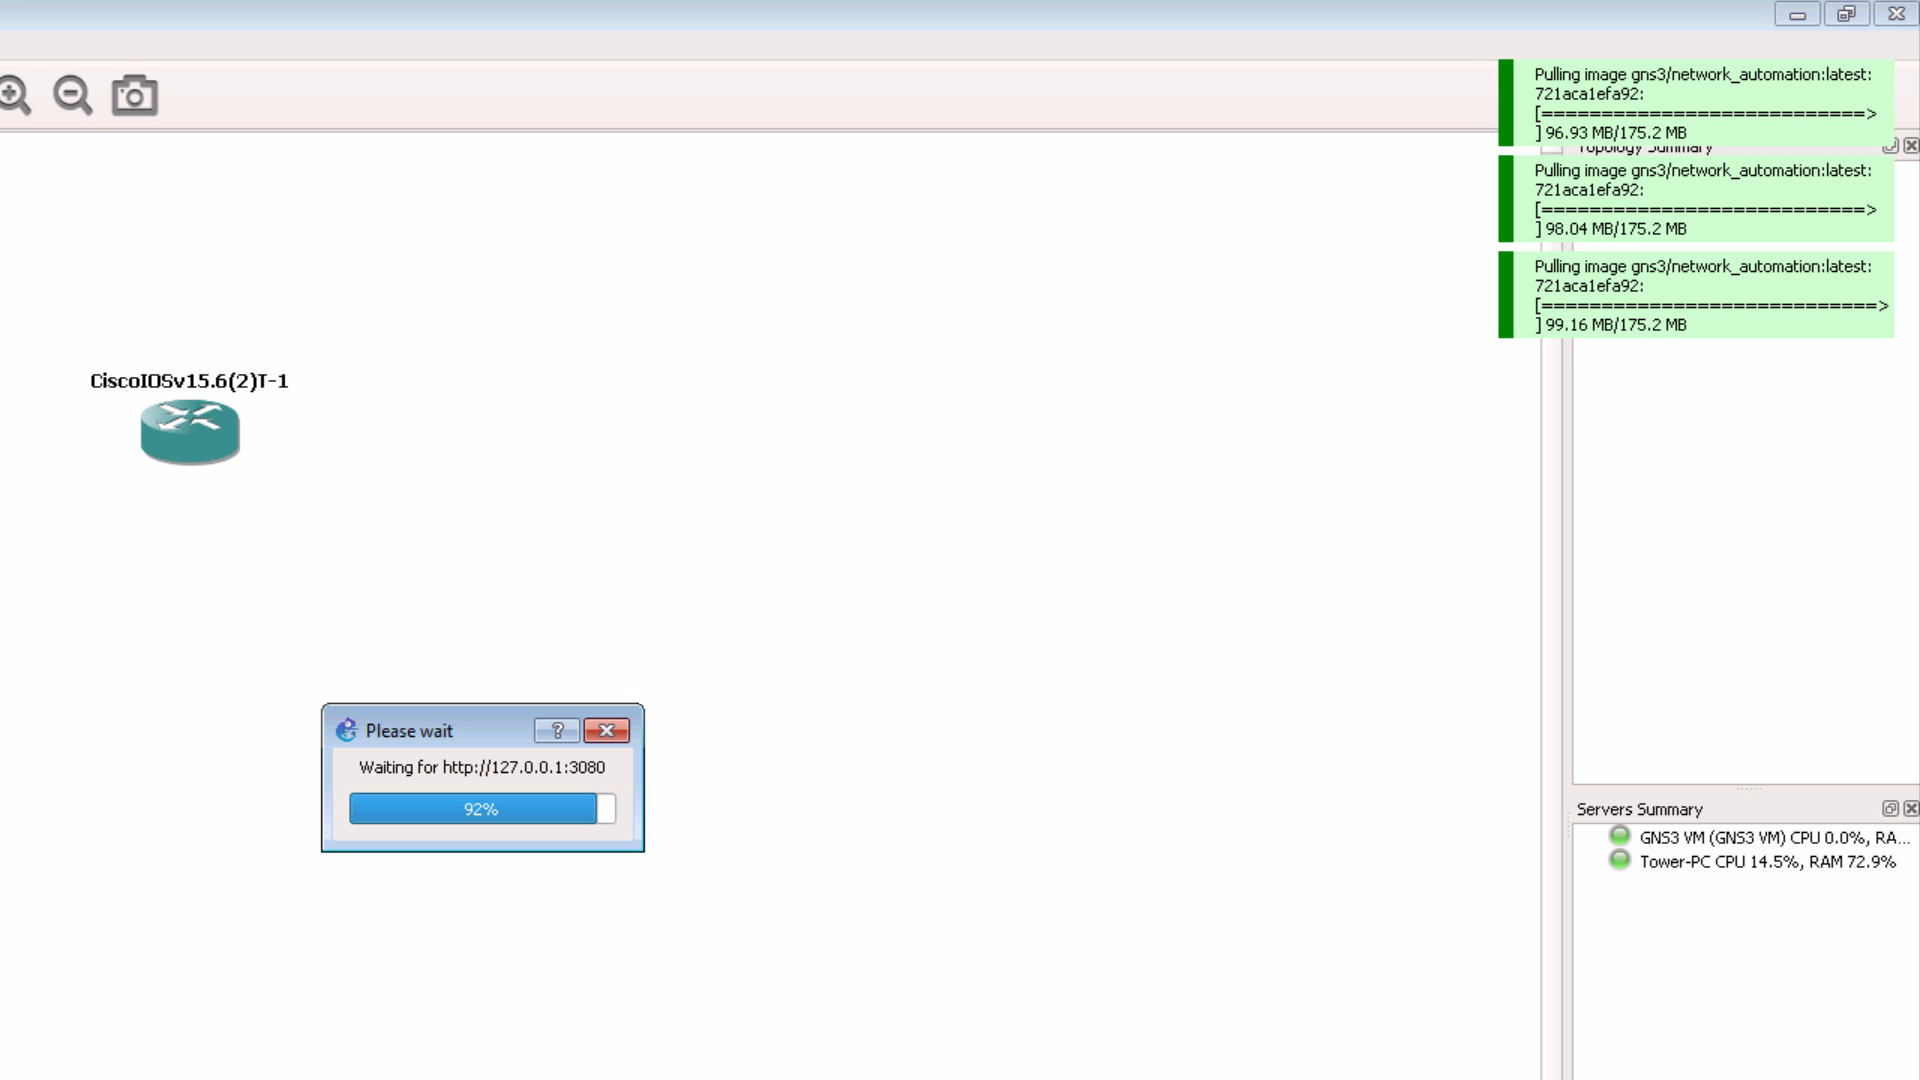 Pulling image gns3/network_automation:latest:
721aca1efa92:
[===========================>
] 96.93 MB/175.2 MB
Topology Summary
Pulling image gns3/network_automation:latest:
721aca1efa92:
[===========================>
] 98.04 MB/175.2 MB
Pulling image gns3/network_automation:latest:
721aca1efa92:
[============================>
] 99.16 MB/175.2 MB
CiscoIOSv15.6(2)T-1
Please wait
Waiting for http://127.0.0.1:3080
92%
Servers Summary
GNS3 VM (GNS3 VM) CPU 0.0%, RA...
Tower-PC CPU 14.5%, RAM 72.9%